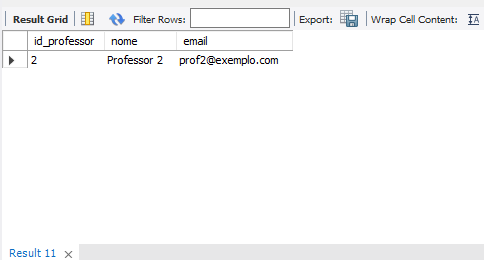 Result Grid Filter Rows: Export: Wrap Cell Content:
id_professor nome email
2 Professor 2 prof2@exemplo.com
Result 11